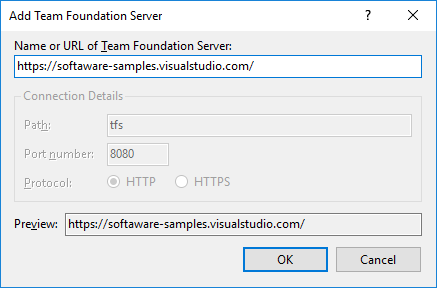 Add Team Foundation Server
Name or URL of Team Foundation Server:
https://softaware-samples.visualstudio.com/
Connection Details
Path: tfs
Port number: 8080
Protocol: HTTP HTTPS
Preview: https://softaware-samples.visualstudio.com/
OK Cancel